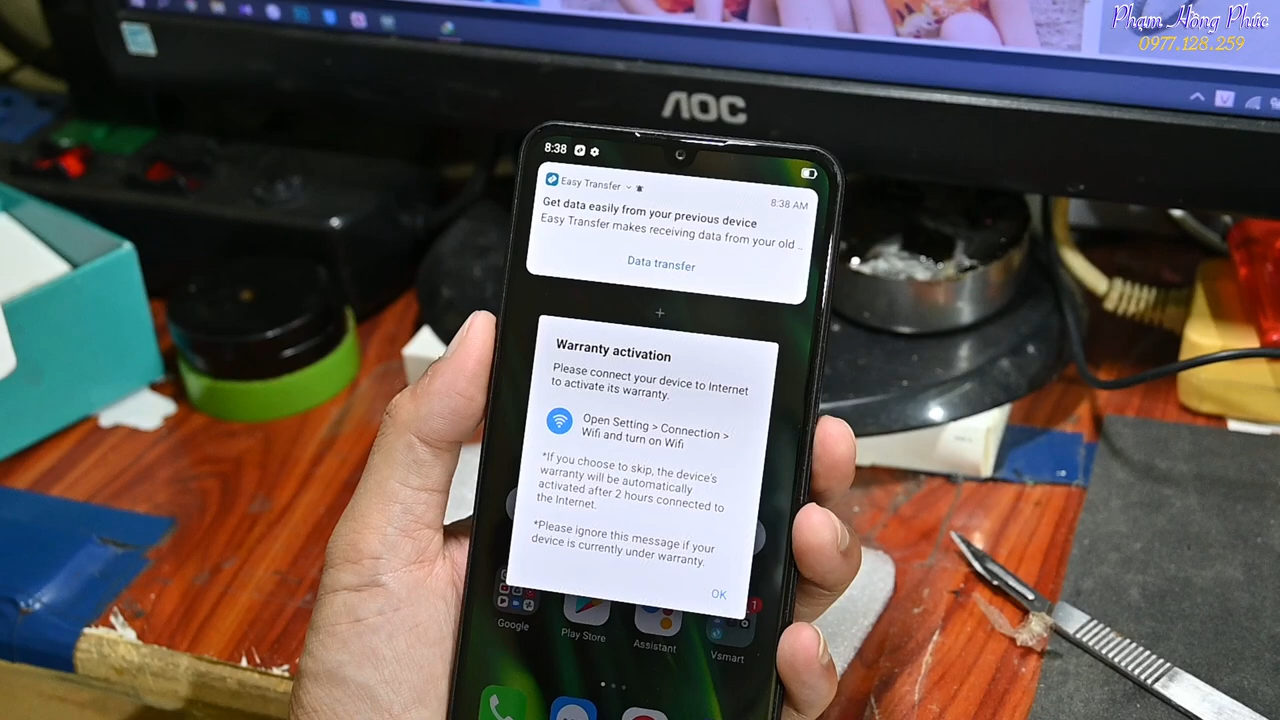 Phạm Hồng Phúc
0977.128.259
AOC
8:38
Easy Transfer
8:38 AM
Get data easily from your previous device
Easy Transfer makes receiving data from your old ...
Data transfer
Warranty activation
Please connect your device to Internet
to activate its warranty.
Open Setting > Connection >
Wifi and turn on Wifi
*If you choose to skip, the device's
warranty will be automatically
activated after 2 hours connected to
the Internet.
*Please ignore this message if your
device is currently under warranty.
OK
1
Google
Play Store
Assistant
Vsmart
V